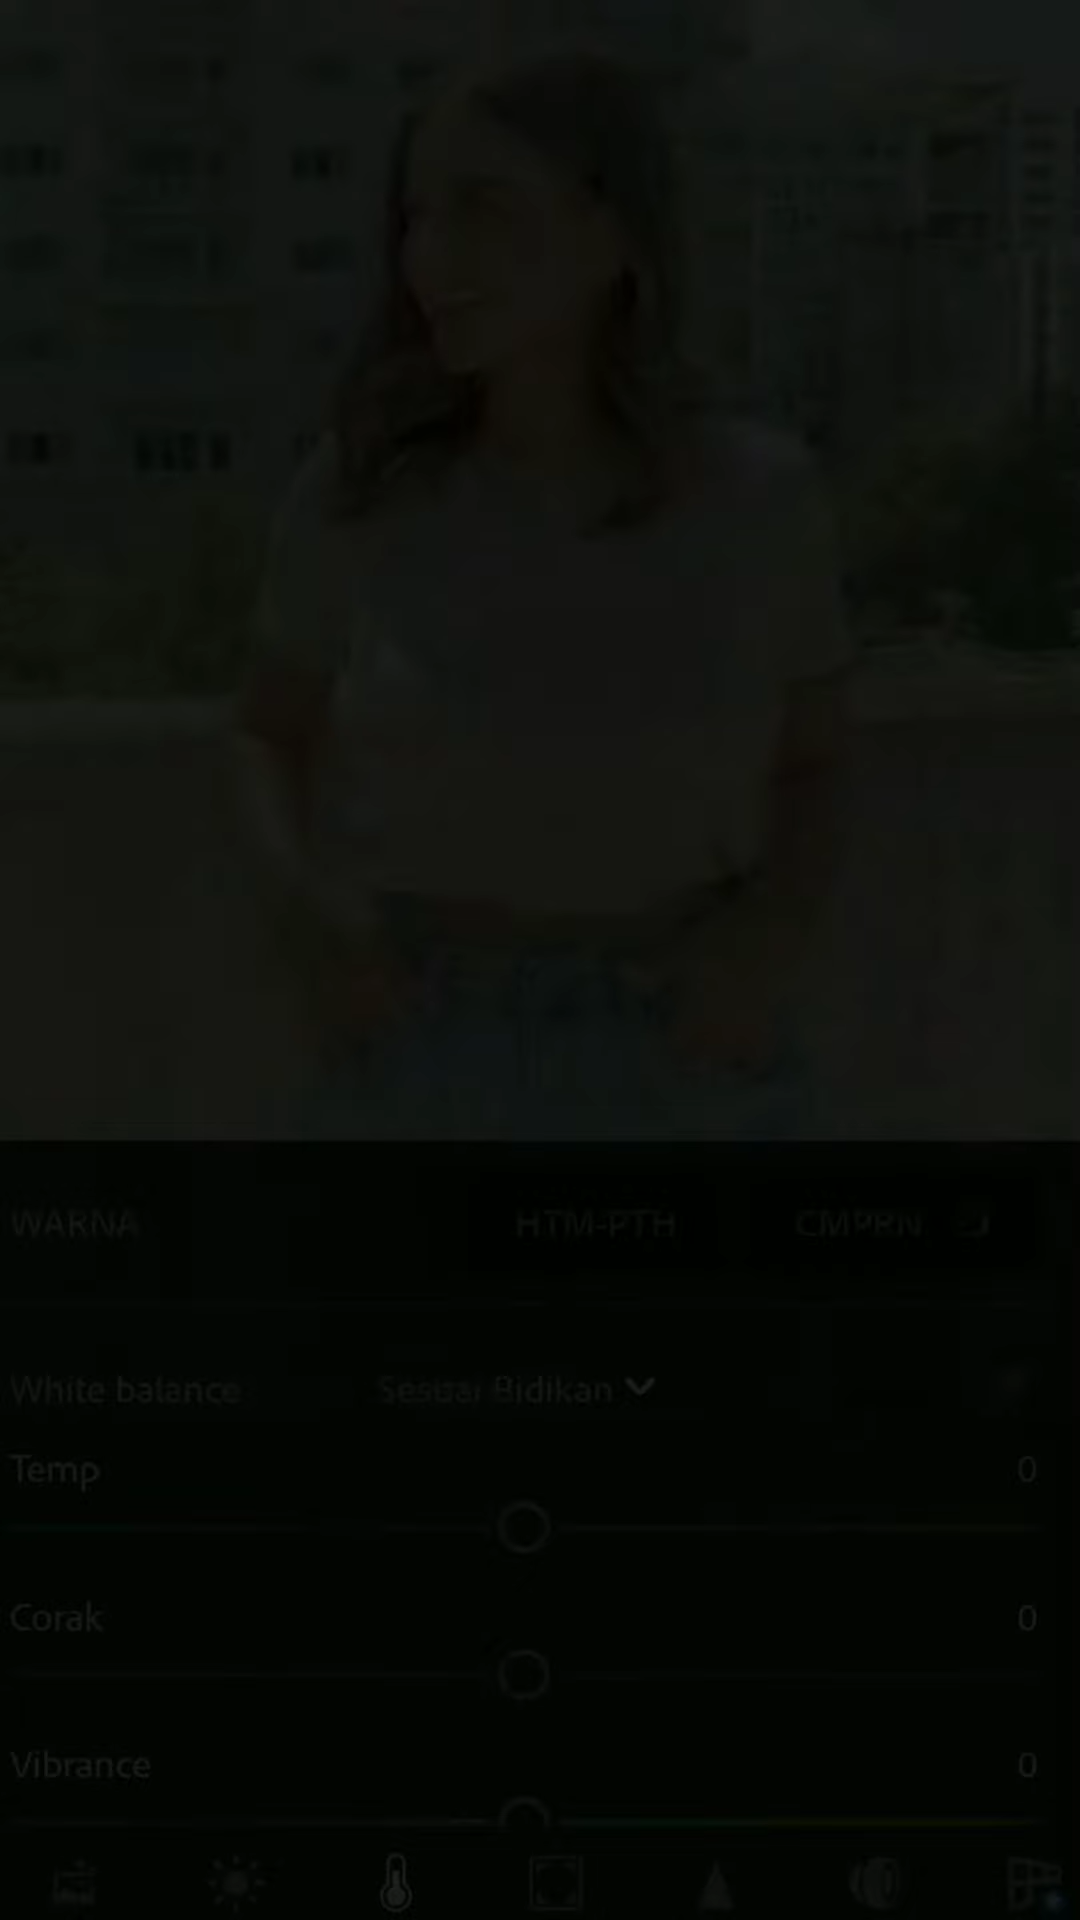 WARNA HTM-PTH CMPRN
White balance Sesuai Bidikan
Temp 0
Corak 0
Vibrance 0